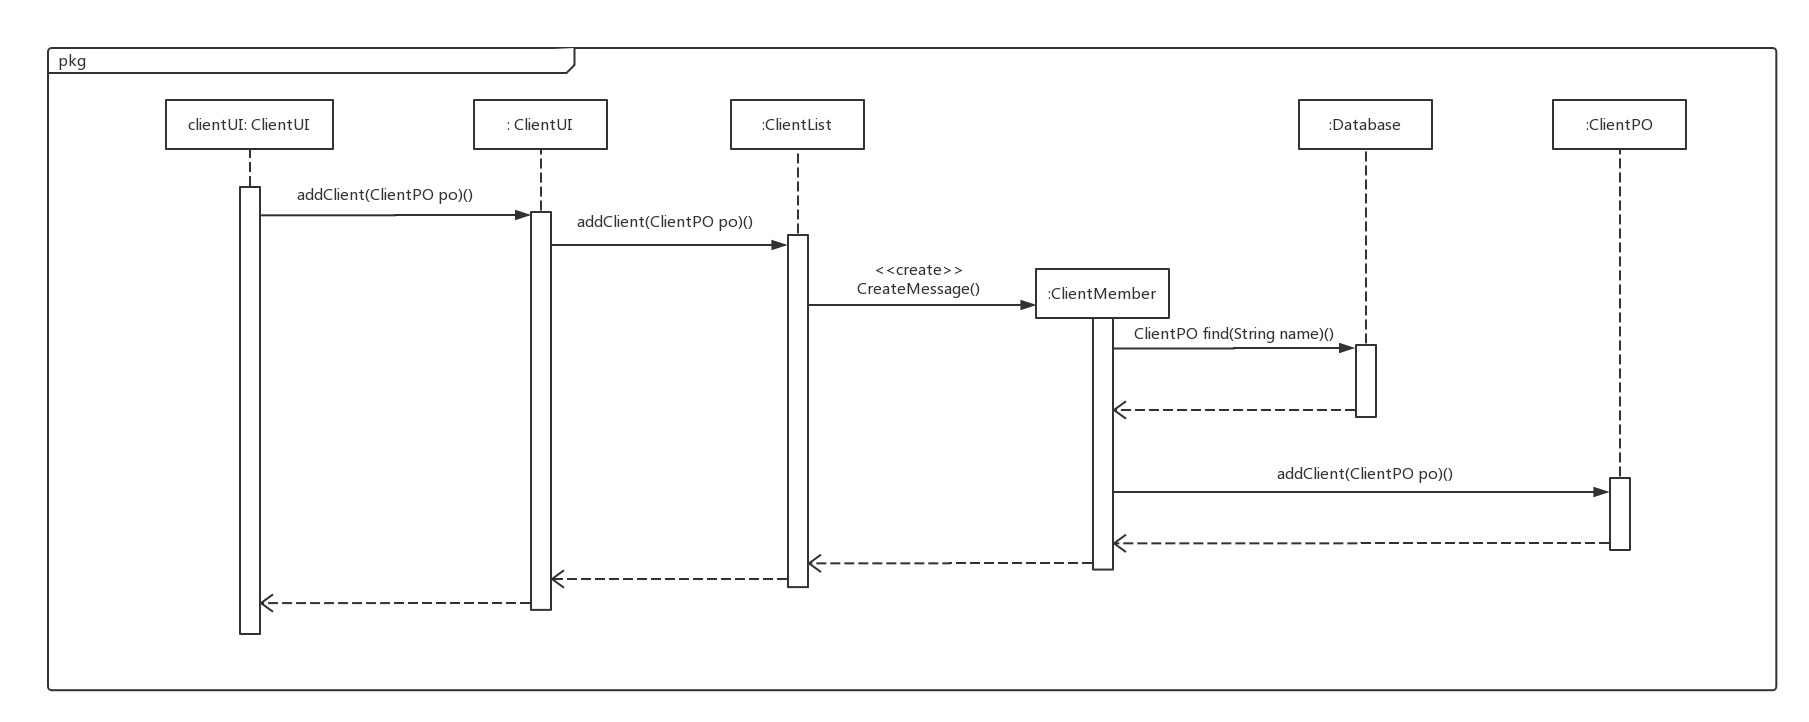 pkg
clientUI: ClientUI
: ClientUI
:ClientList
:Database
:ClientPO
addClient(ClientPO po)()
addClient(ClientPO po)()
<<create>>
CreateMessage()
:ClientMember
ClientPO find(String name)()
addClient(ClientPO po)()